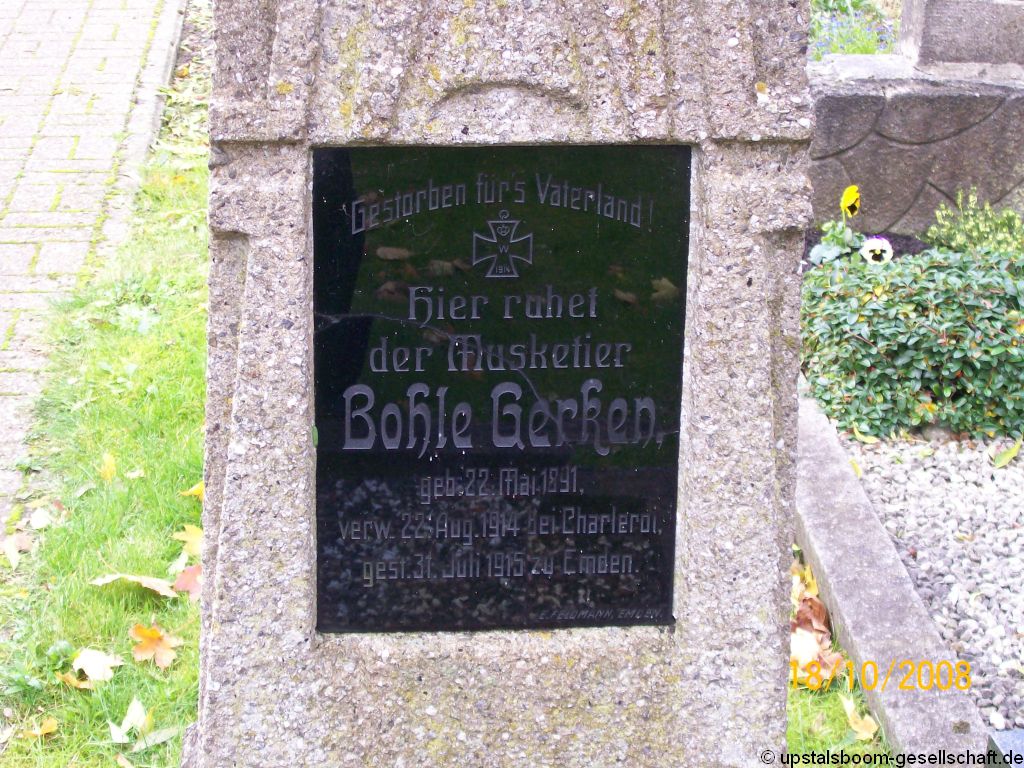 Gestorben für's Vaterland!
W
1914
Hier ruhet
der Musketier
Bohle Gerken,
geb. 22. Mai 1891,
verw. 22. Aug. 1914 bei Charleroi,
gest. 31. Juli 1915 zu Emden.
E. FELDMANN, EMDEN.
18/10/2008
© upstalsboom-gesellschaft.de